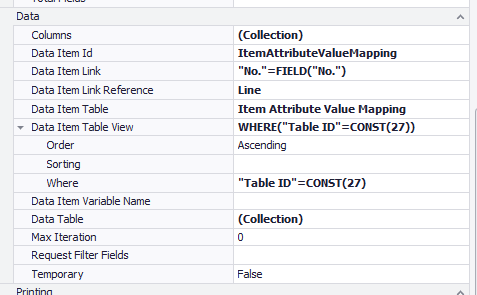 Total Fields
Data
Columns (Collection)
Data Item Id ItemAttributeValueMapping
Data Item Link "No."=FIELD("No.")
Data Item Link Reference Line
Data Item Table Item Attribute Value Mapping
Data Item Table View WHERE("Table ID"=CONST(27))
Order Ascending
Sorting
Where "Table ID"=CONST(27)
Data Item Variable Name
Data Table (Collection)
Max Iteration 0
Request Filter Fields
Temporary False
Printing